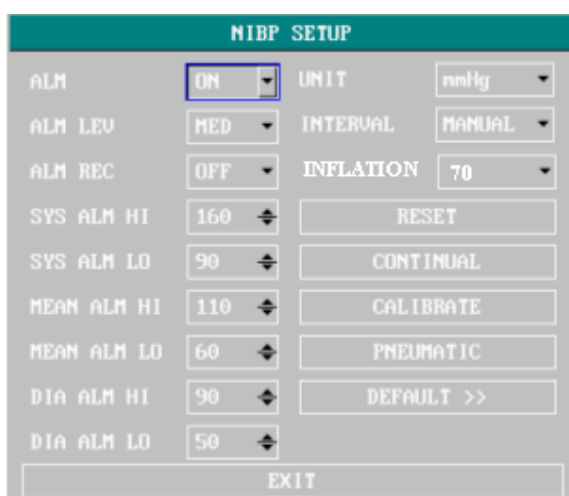 NIBP SETUP
ALM ON UNIT mmHg
ALM LEV MED INTERVAL MANUAL
ALM REC OFF INFLATION 70
SYS ALM HI 160 RESET
SYS ALM LO 90 CONTINUAL
MEAN ALM HI 110 CALIBRATE
MEAN ALM LO 60 PNEUMATIC
DIA ALM HI 90 DEFAULT >>
DIA ALM LO 50
EXIT